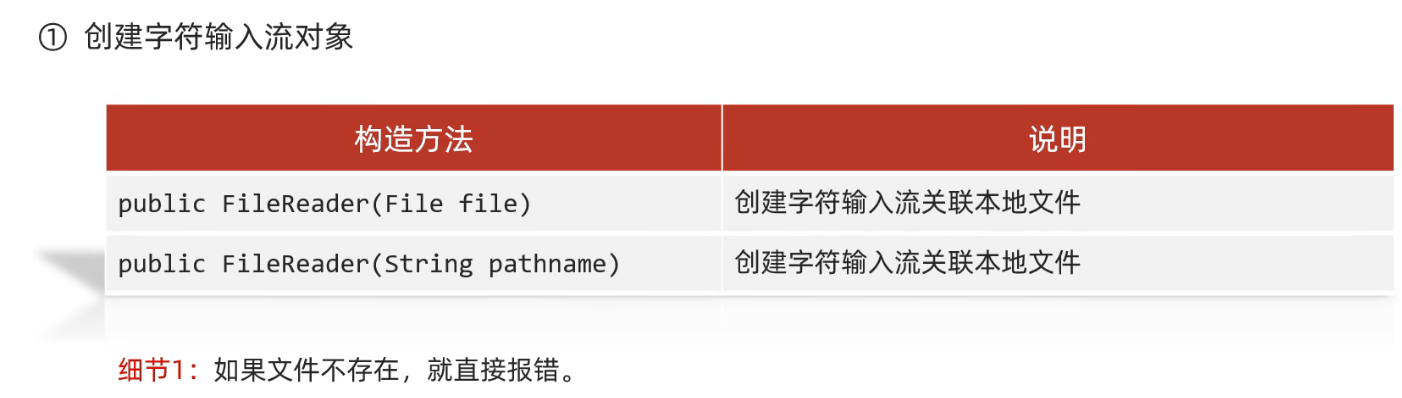 ① 创建字符输入流对象
构造方法 说明
public FileReader(File file) 创建字符输入流关联本地文件
public FileReader(String pathname) 创建字符输入流关联本地文件
细节1：如果文件不存在，就直接报错。